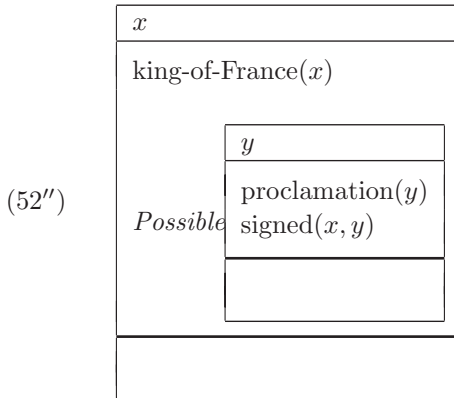 x
king-of-France(x)
y
proclamation(y)
(52′′)
Possible
signed(x, y)